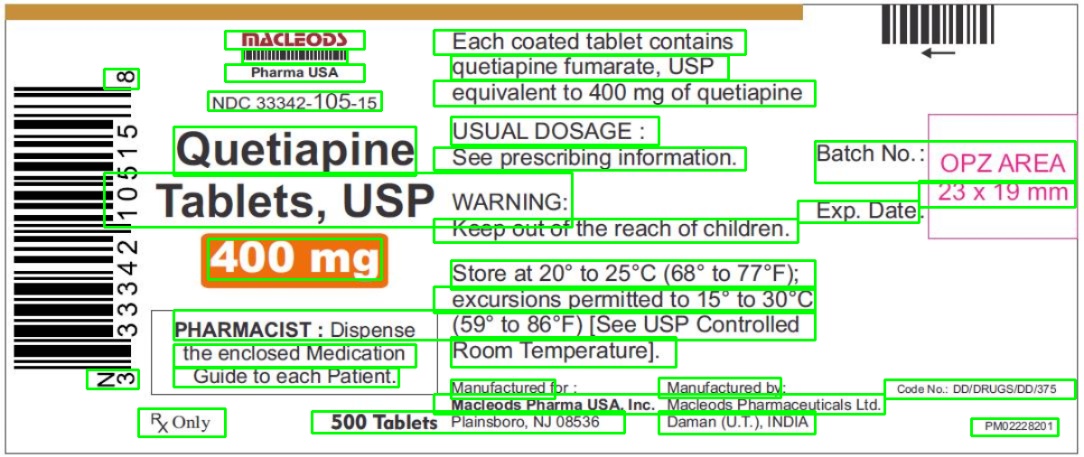 MACLEODS
Pharma USA
NDC 33342-105-15
Quetiapine
Tablets, USP
400 mg
PHARMACIST : Dispense
the enclosed Medication
Guide to each Patient.
℞ Only
500 Tablets
N
3
33342 10515
8
Each coated tablet contains
quetiapine fumarate, USP
equivalent to 400 mg of quetiapine
USUAL DOSAGE :
See prescribing information.
WARNING:
Keep out of the reach of children.
Store at 20° to 25°C (68° to 77°F);
excursions permitted to 15° to 30°C
(59° to 86°F) [See USP Controlled
Room Temperature].
Manufactured for :
Macleods Pharma USA, Inc.
Plainsboro, NJ 08536
Manufactured by:
Macleods Pharmaceuticals Ltd.
Daman (U.T.), INDIA
Batch No.:
Exp. Date:
OPZ AREA
23 x 19 mm
Code No.: DD/DRUGS/DD/375
PM02228201